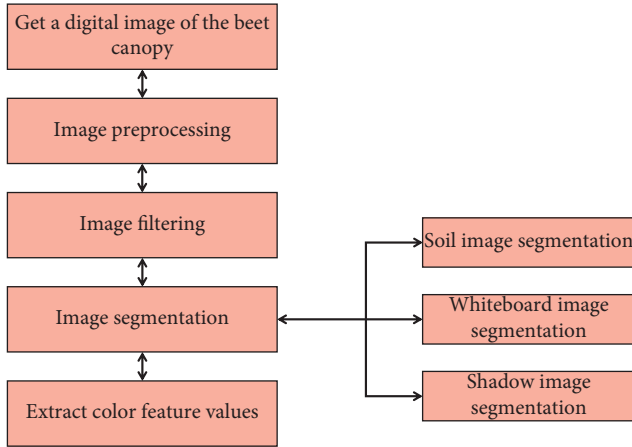 Get a digital image of the beet
canopy
Image preprocessing
Image filtering
Image segmentation
Extract color feature values
Soil image segmentation
Whiteboard image
segmentation
Shadow image
segmentation